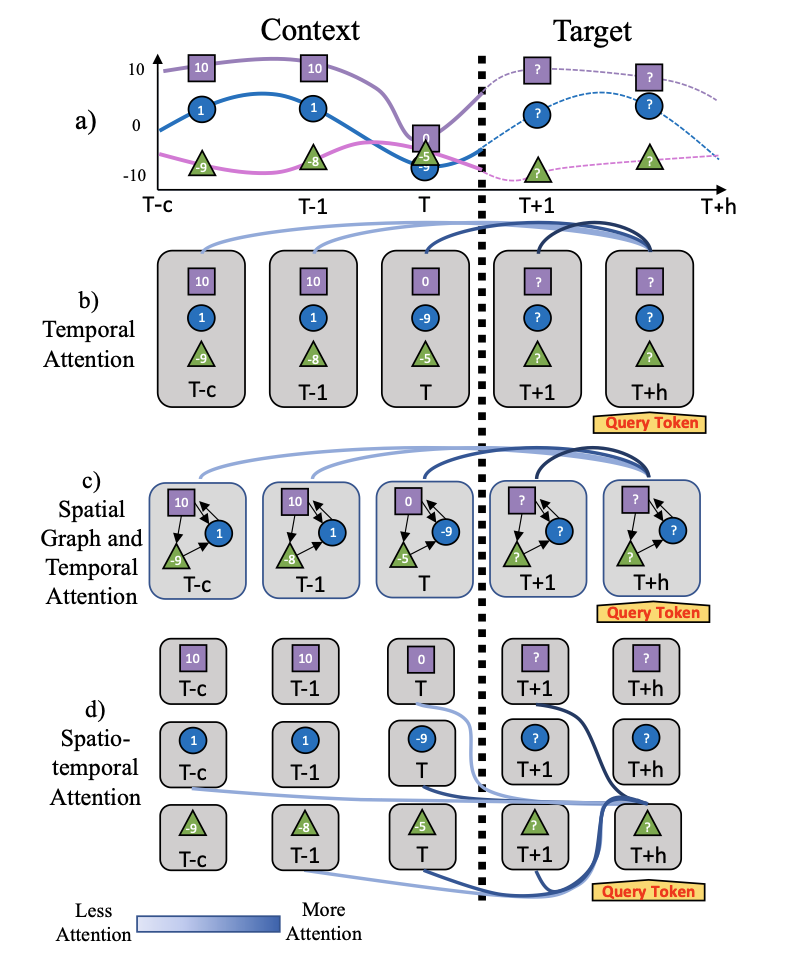 Context Target
a)
10
0
-10
10 10 0 ? ?
1 1 -9 ? ?
-9 -8 -5 ? ?
T-c T-1 T T+1 T+h
b)
Temporal
Attention
10 10 0 ? ?
1 1 -9 ? ?
-9 -8 -5 ? ?
T-c T-1 T T+1 T+h
Query Token
c)
Spatial
Graph and
Temporal
Attention
10 10 0 ? ?
1 1 -9 ? ?
-9 -8 -5 ? ?
T-c T-1 T T+1 T+h
Query Token
d)
Spatio-
temporal
Attention
10 10 0 ? ?
T-c T-1 T T+1 T+h
1 1 -9 ? ?
T-c T-1 T T+1 T+h
-9 -8 -5 ? ?
T-c T-1 T T+1 T+h
Query Token
Less
Attention
More
Attention